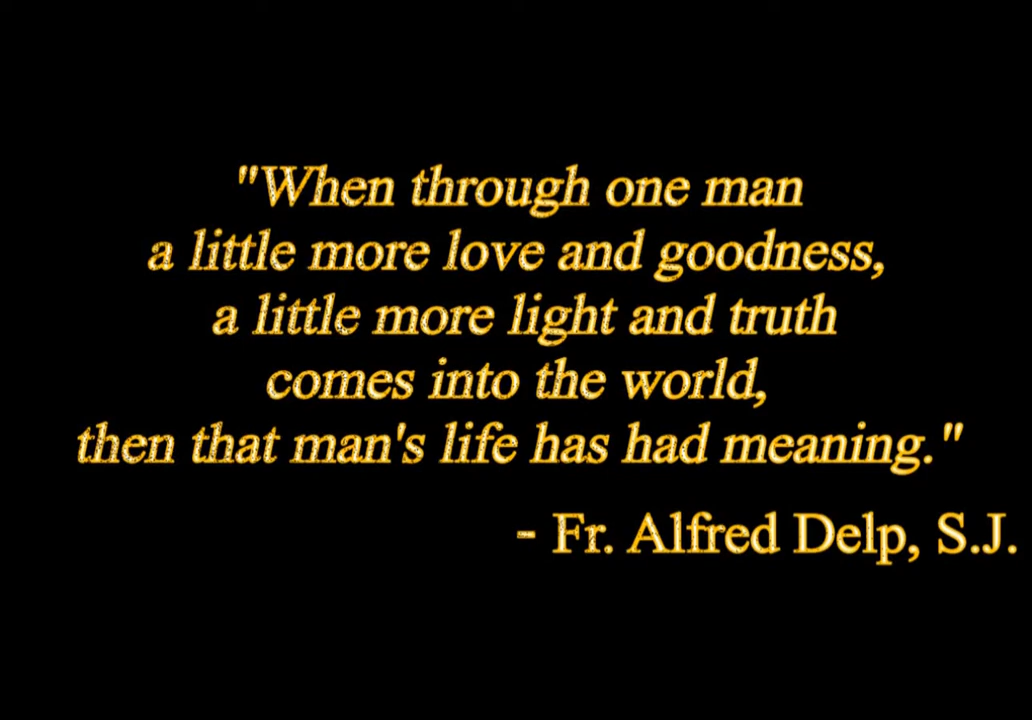 "When through one man
a little more love and goodness,
a little more light and truth
comes into the world,
then that man's life has had meaning."
- Fr. Alfred Delp, S.J.